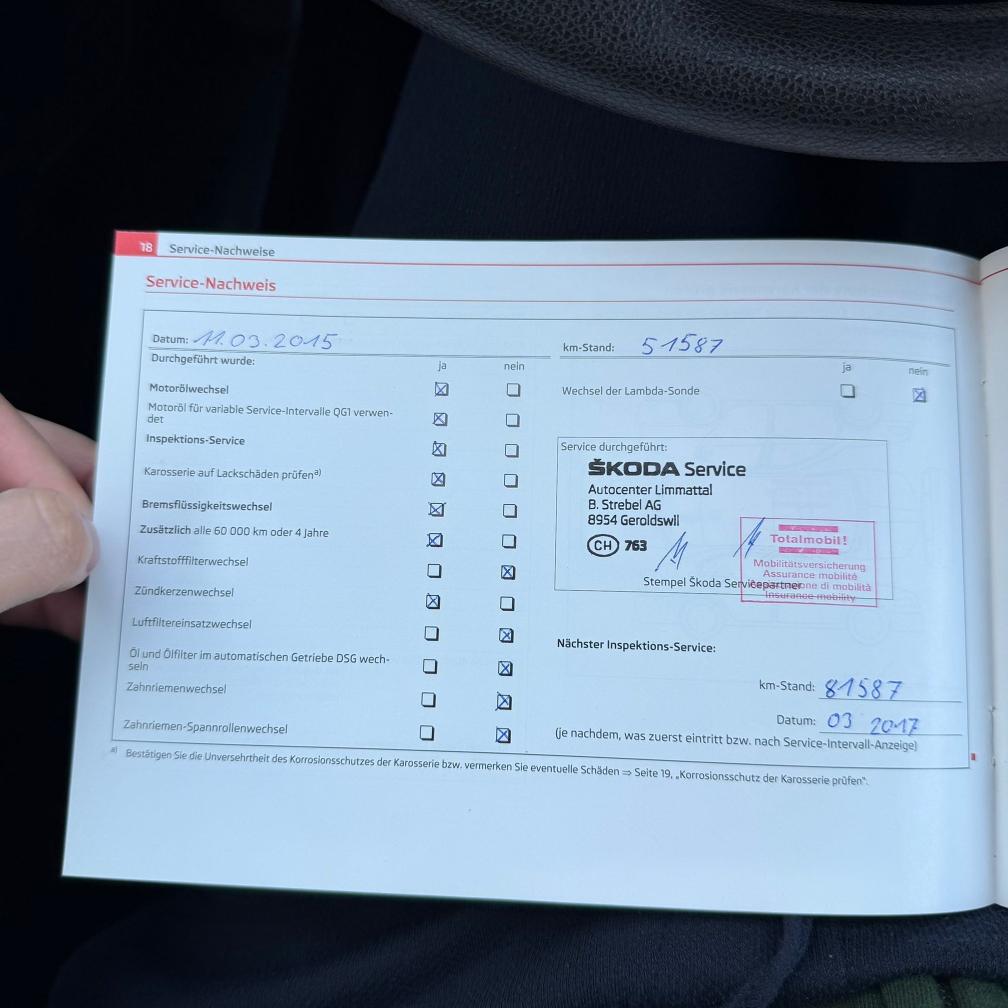 18 Service-Nachweise
Service-Nachweis
Datum: 11.03.2015
km-Stand: 51587
Durchgeführt wurde:
ja nein
ja nein
Motorölwechsel
Wechsel der Lambda-Sonde
Motoröl für variable Service-Intervalle QG1 verwen-
det
Inspektions-Service
Karosserie auf Lackschäden prüfen a)
Bremsflüssigkeitswechsel
Zusätzlich alle 60 000 km oder 4 Jahre
Kraftstofffilterwechsel
Zündkerzenwechsel
Luftfiltereinsatzwechsel
Öl und Ölfilter im automatischen Getriebe DSG wech-
seln
Zahnriemenwechsel
Zahnriemen-Spannrollenwechsel
Service durchgeführt:
ŠKODA Service
Autocenter Limmattal
B. Strebel AG
8954 Geroldswil
CH 763
Stempel Škoda Servicepartner
Totalmobil!
Mobilitätsversicherung
Assurance mobilité
Assicurazione di mobilità
Insurance mobility
Nächster Inspektions-Service:
km-Stand: 81587
Datum: 03 2017
(je nachdem, was zuerst eintritt bzw. nach Service-Intervall-Anzeige)
a) Bestätigen Sie die Unversehrtheit des Korrosionsschutzes der Karosserie bzw. vermerken Sie eventuelle Schäden ⇒ Seite 19, „Korrosionsschutz der Karosserie prüfen“.